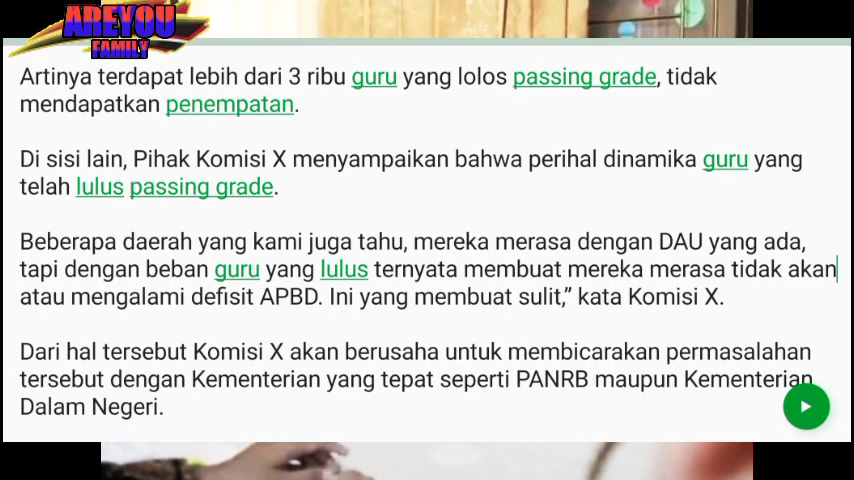 AREYOU
FAMILY
Artinya terdapat lebih dari 3 ribu guru yang lolos passing grade, tidak
mendapatkan penempatan.
Di sisi lain, Pihak Komisi X menyampaikan bahwa perihal dinamika guru yang
telah lulus passing grade.
Beberapa daerah yang kami juga tahu, mereka merasa dengan DAU yang ada,
tapi dengan beban guru yang lulus ternyata membuat mereka merasa tidak akan
atau mengalami defisit APBD. Ini yang membuat sulit,” kata Komisi X.
Dari hal tersebut Komisi X akan berusaha untuk membicarakan permasalahan
tersebut dengan Kementerian yang tepat seperti PANRB maupun Kementerian
Dalam Negeri.